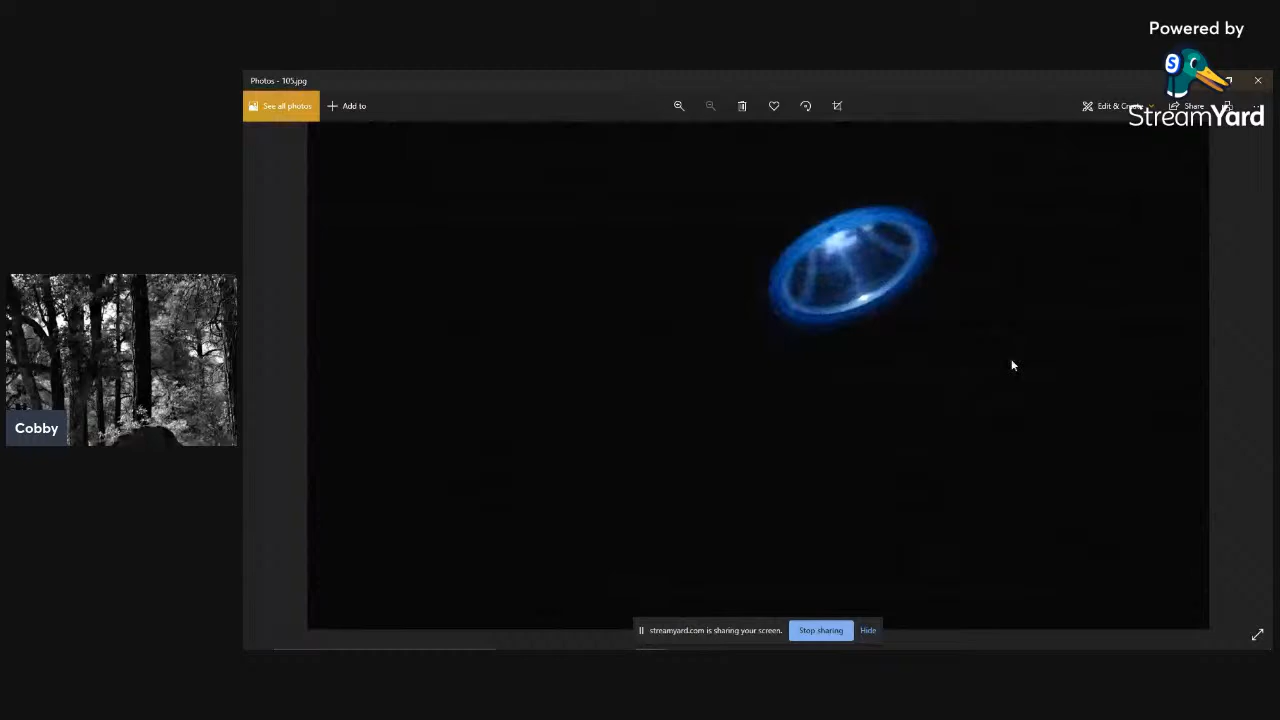 Powered by
S
StreamYard
Photos - 105.jpg
See all photos
Add to
Edit & Create
Share
Cobby
streamyard.com is sharing your screen.
Stop sharing
Hide